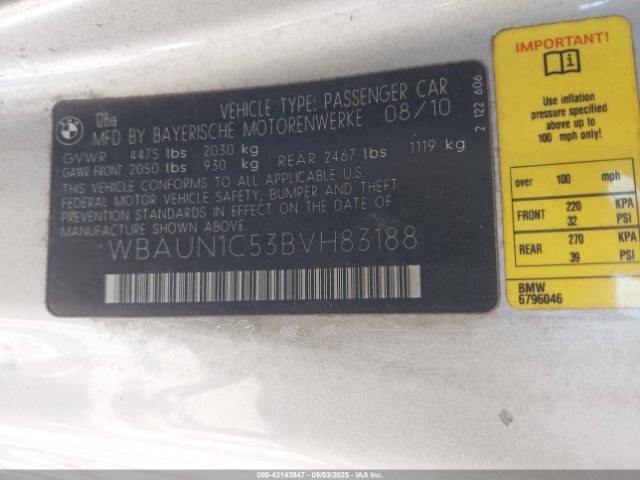 BMW
128ia
VEHICLE TYPE: PASSENGER CAR
MFD BY BAYERISCHE MOTORENWERKE 08/10
GVWR 4475 lbs 2030 kg
GAWR FRONT 2050 lbs 930 kg REAR 2467 lbs 1119 kg
THIS VEHICLE CONFORMS TO ALL APPLICABLE U.S.
FEDERAL MOTOR VEHICLE SAFETY, BUMPER AND THEFT
PREVENTION STANDARDS IN EFFECT ON THE DATE OF
MANUFACTURE SHOWN ABOVE.
WBAUN1C53BVH83188
2 122 606
IMPORTANT!
Use inflation
pressure specified
above up to
100 mph only!
over 100 mph
FRONT 220 KPA
32 PSI
REAR 270 KPA
39 PSI
BMW
6796046
000-43143947 - 09/03/2025 - COPYRIGHT IAA, LLC